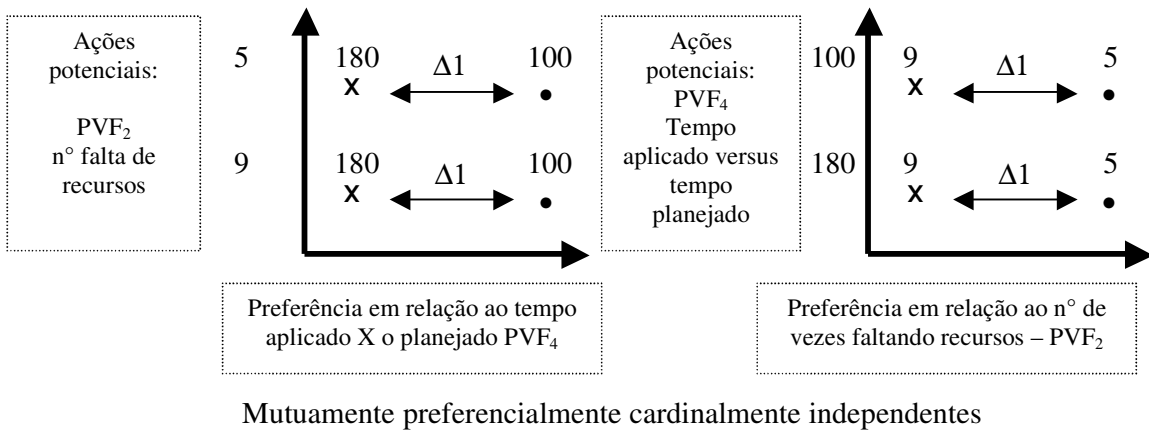 Ações
potenciais:
PVF₂
n° falta de
recursos
5
180
X
Δ1
100
9
180
X
Δ1
100
Preferência em relação ao tempo
aplicado X o planejado PVF₄
Ações
potenciais:
PVF₄
Tempo
aplicado versus
tempo
planejado
100
9
X
Δ1
5
180
9
X
Δ1
5
Preferência em relação ao n° de
vezes faltando recursos – PVF₂
Mutuamente preferencialmente cardinalmente independentes